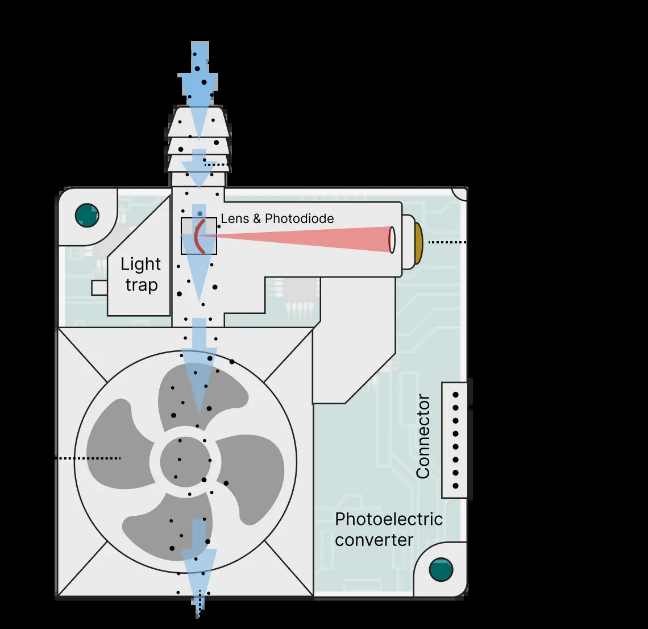 Lens & Photodiode
Light
trap
Connector
Photoelectric
converter